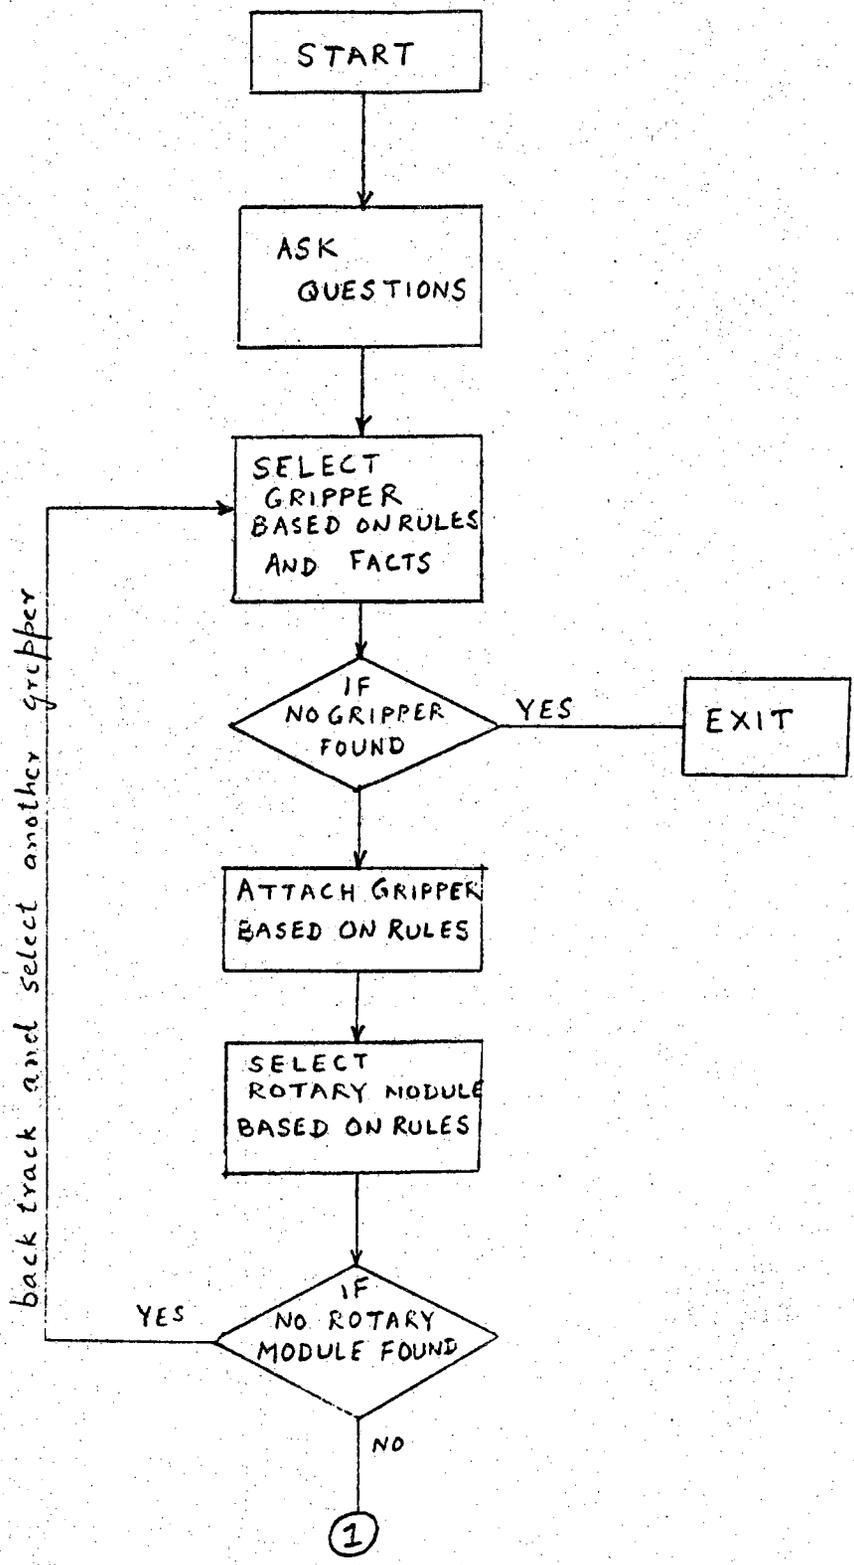 START
ASK
QUESTIONS
SELECT
GRIPPER
BASED ON RULES
AND FACTS
IF
NO GRIPPER
FOUND
YES
EXIT
ATTACH GRIPPER
BASED ON RULES
SELECT
ROTARY MODULE
BASED ON RULES
back track and select another gripper
IF
NO ROTARY
MODULE FOUND
YES
NO
1